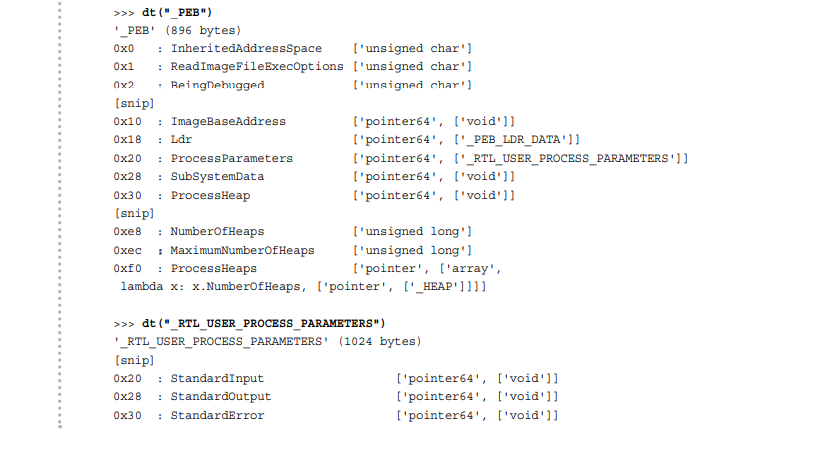 >>> dt("_PEB")
'_PEB' (896 bytes)
0x0   : InheritedAddressSpace    ['unsigned char']
0x1   : ReadImageFileExecOptions ['unsigned char']
0x2   : BeingDebugged            ['unsigned char']
[snip]
0x10  : ImageBaseAddress         ['pointer64', ['void']]
0x18  : Ldr                      ['pointer64', ['_PEB_LDR_DATA']]
0x20  : ProcessParameters        ['pointer64', ['_RTL_USER_PROCESS_PARAMETERS']]
0x28  : SubSystemData            ['pointer64', ['void']]
0x30  : ProcessHeap              ['pointer64', ['void']]
[snip]
0xe8  : NumberOfHeaps            ['unsigned long']
0xec  : MaximumNumberOfHeaps     ['unsigned long']
0xf0  : ProcessHeaps             ['pointer', ['array',
 lambda x: x.NumberOfHeaps, ['pointer', ['_HEAP']]]]
>>> dt("_RTL_USER_PROCESS_PARAMETERS")
'_RTL_USER_PROCESS_PARAMETERS' (1024 bytes)
[snip]
0x20  : StandardInput                  ['pointer64', ['void']]
0x28  : StandardOutput                 ['pointer64', ['void']]
0x30  : StandardError                  ['pointer64', ['void']]